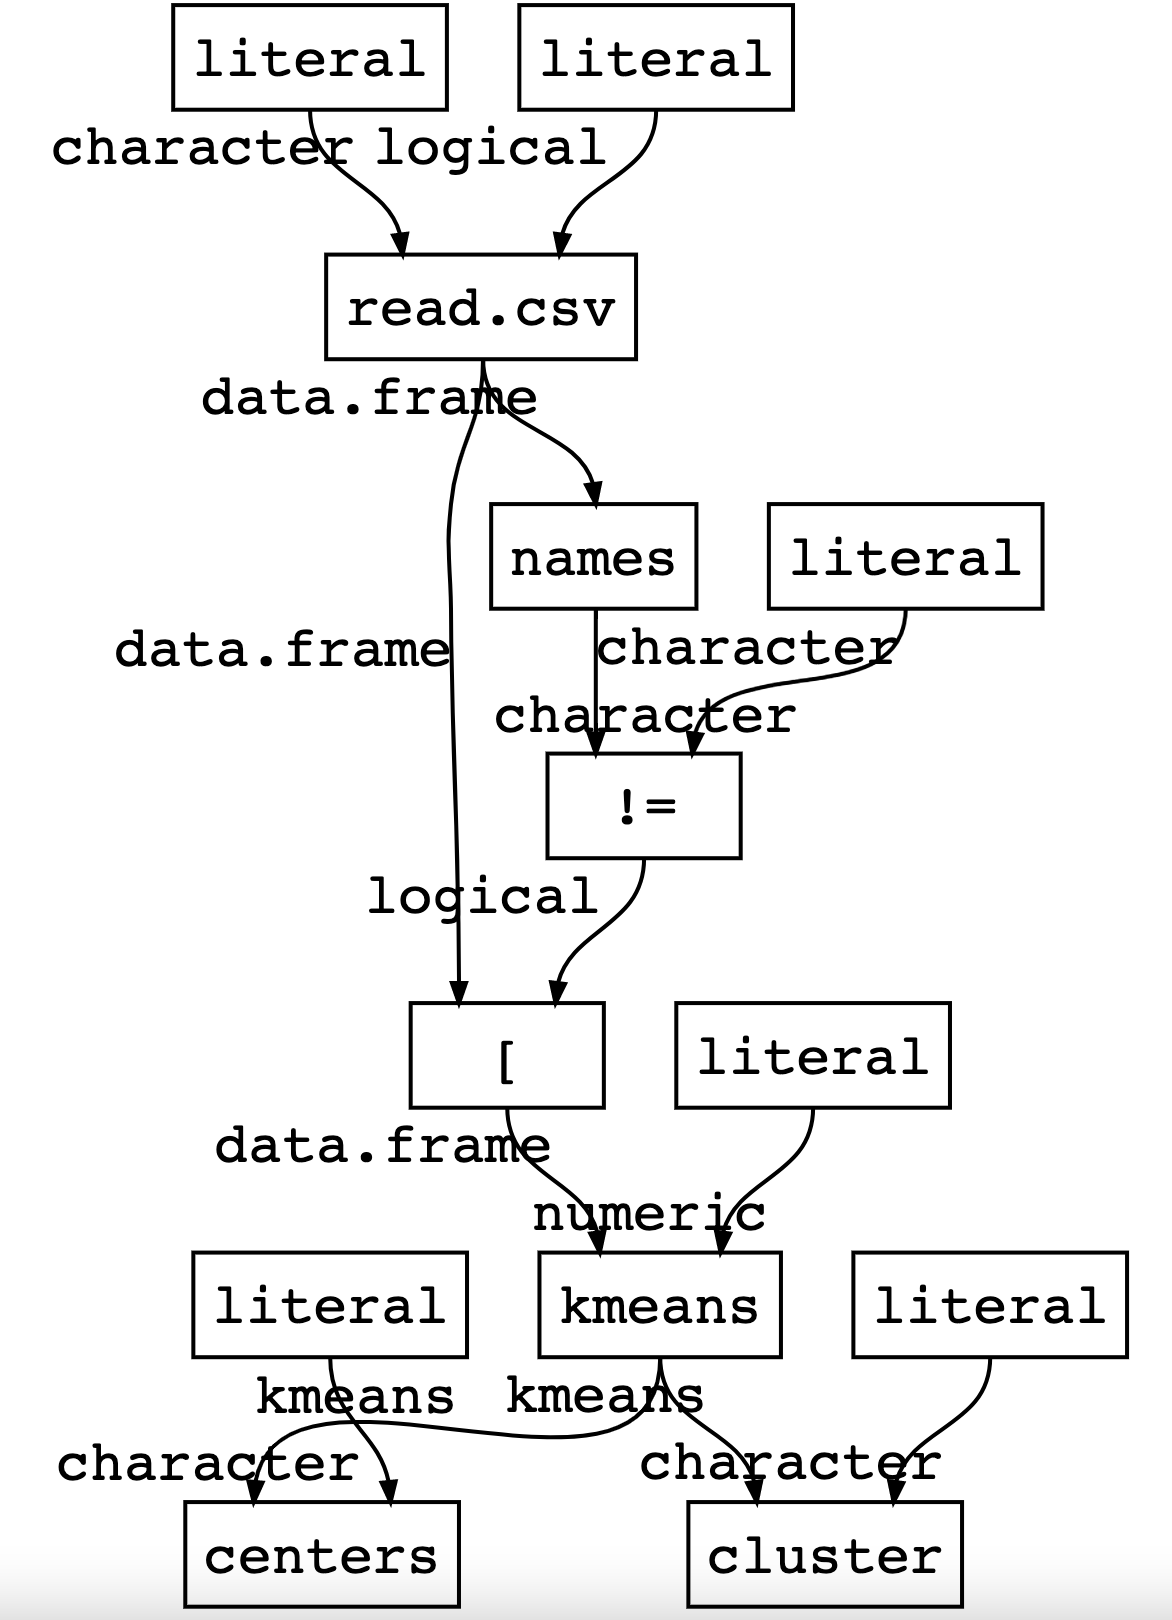 literal literal
character logical
read.csv
data.frame
names literal
data.frame character
character
!=
logical
[ literal
data.frame
numeric
literal kmeans literal
kmeans kmeans
character character
centers cluster